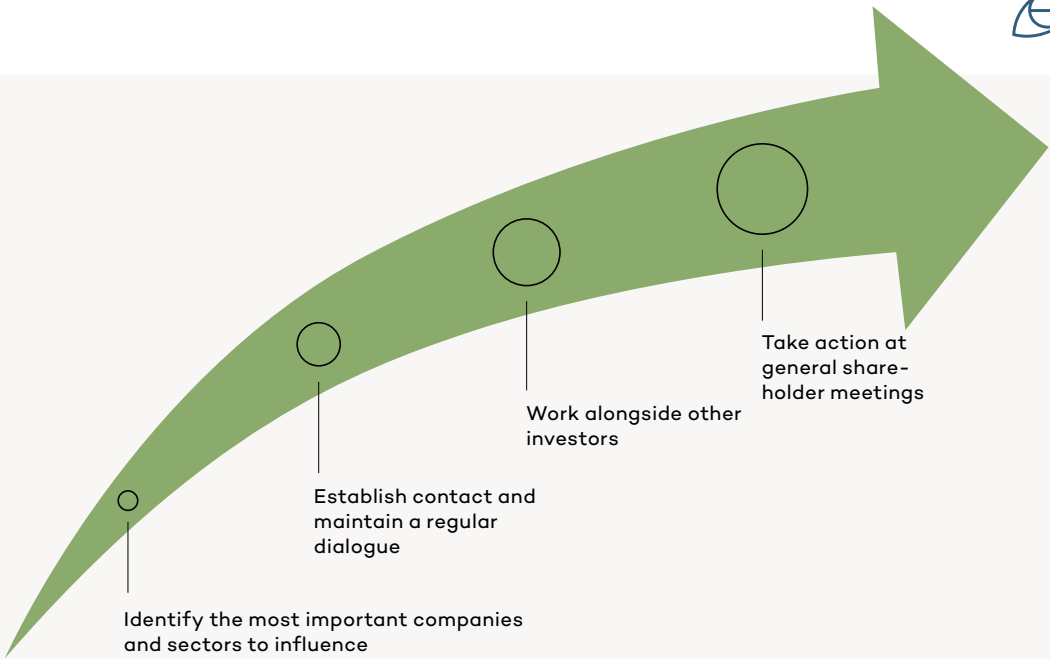 Take action at
general share-
holder meetings
Work alongside other
investors
Establish contact and
maintain a regular
dialogue
Identify the most important companies
and sectors to influence